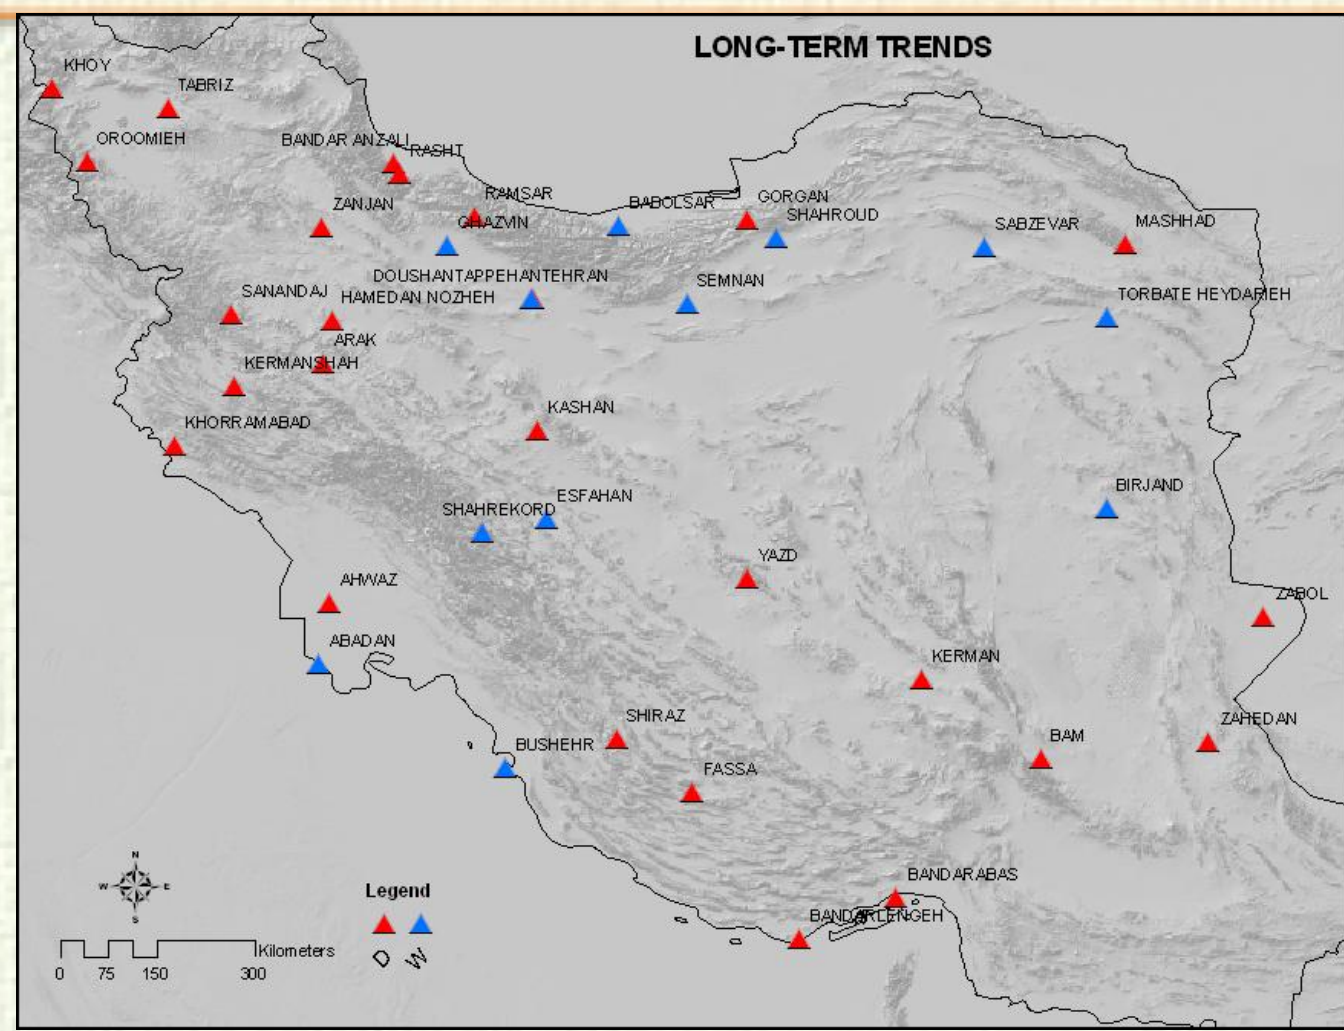 LONG-TERM TRENDS
KHOY
TABRIZ
OROOMIEH
BANDAR ANZALI
RASHT
ZANJAN
RAMSAR
GHAZVIN
BABOLSAR
GORGAN
SHAHROUD
SABZEVAR
MASHHAD
DOUSHANTAPPEHANTEHRAN
SEMNAN
SANANDAJ
HAMEDAN NOZHEH
TORBATE HEYDARIEH
ARAK
KERMANSHAH
KHORRAMABAD
KASHAN
SHAHREKORD
ESFAHAN
BIRJAND
YAZD
AHWAZ
ZABOL
ABADAN
KERMAN
SHIRAZ
ZAHEDAN
BUSHEHR
BAM
FASSA
BANDARABAS
BANDARLENGEH
N
W E
S
Legend
D W
Kilometers
0 75 150 300